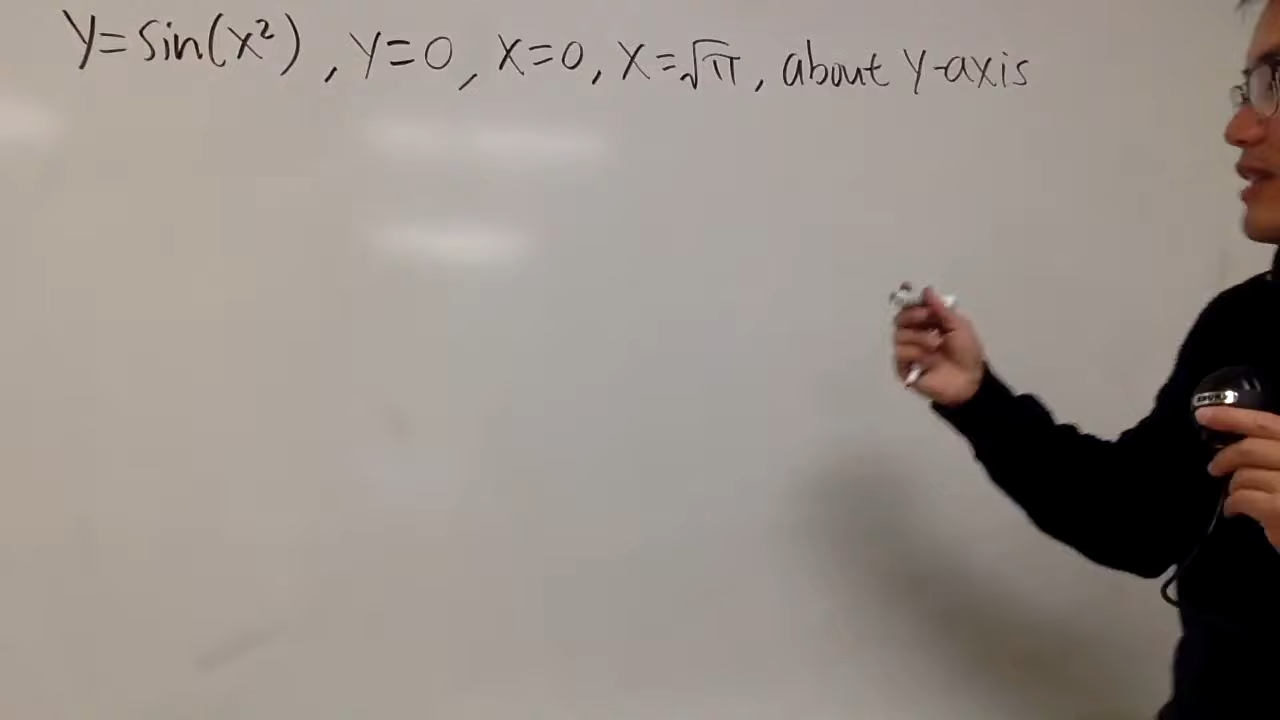 Y=Sin(x²), Y=0, X=0, X=√π, about Y-axis